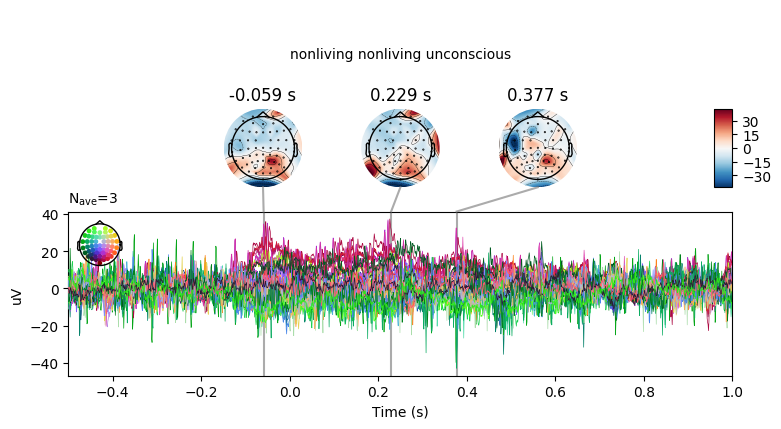 nonliving nonliving unconscious
-0.059 s 0.229 s 0.377 s
30
15
0
−15
−30
Nave=3
40
20
0
−20
−40
uV
−0.4 −0.2 0.0 0.2 0.4 0.6 0.8 1.0
Time (s)